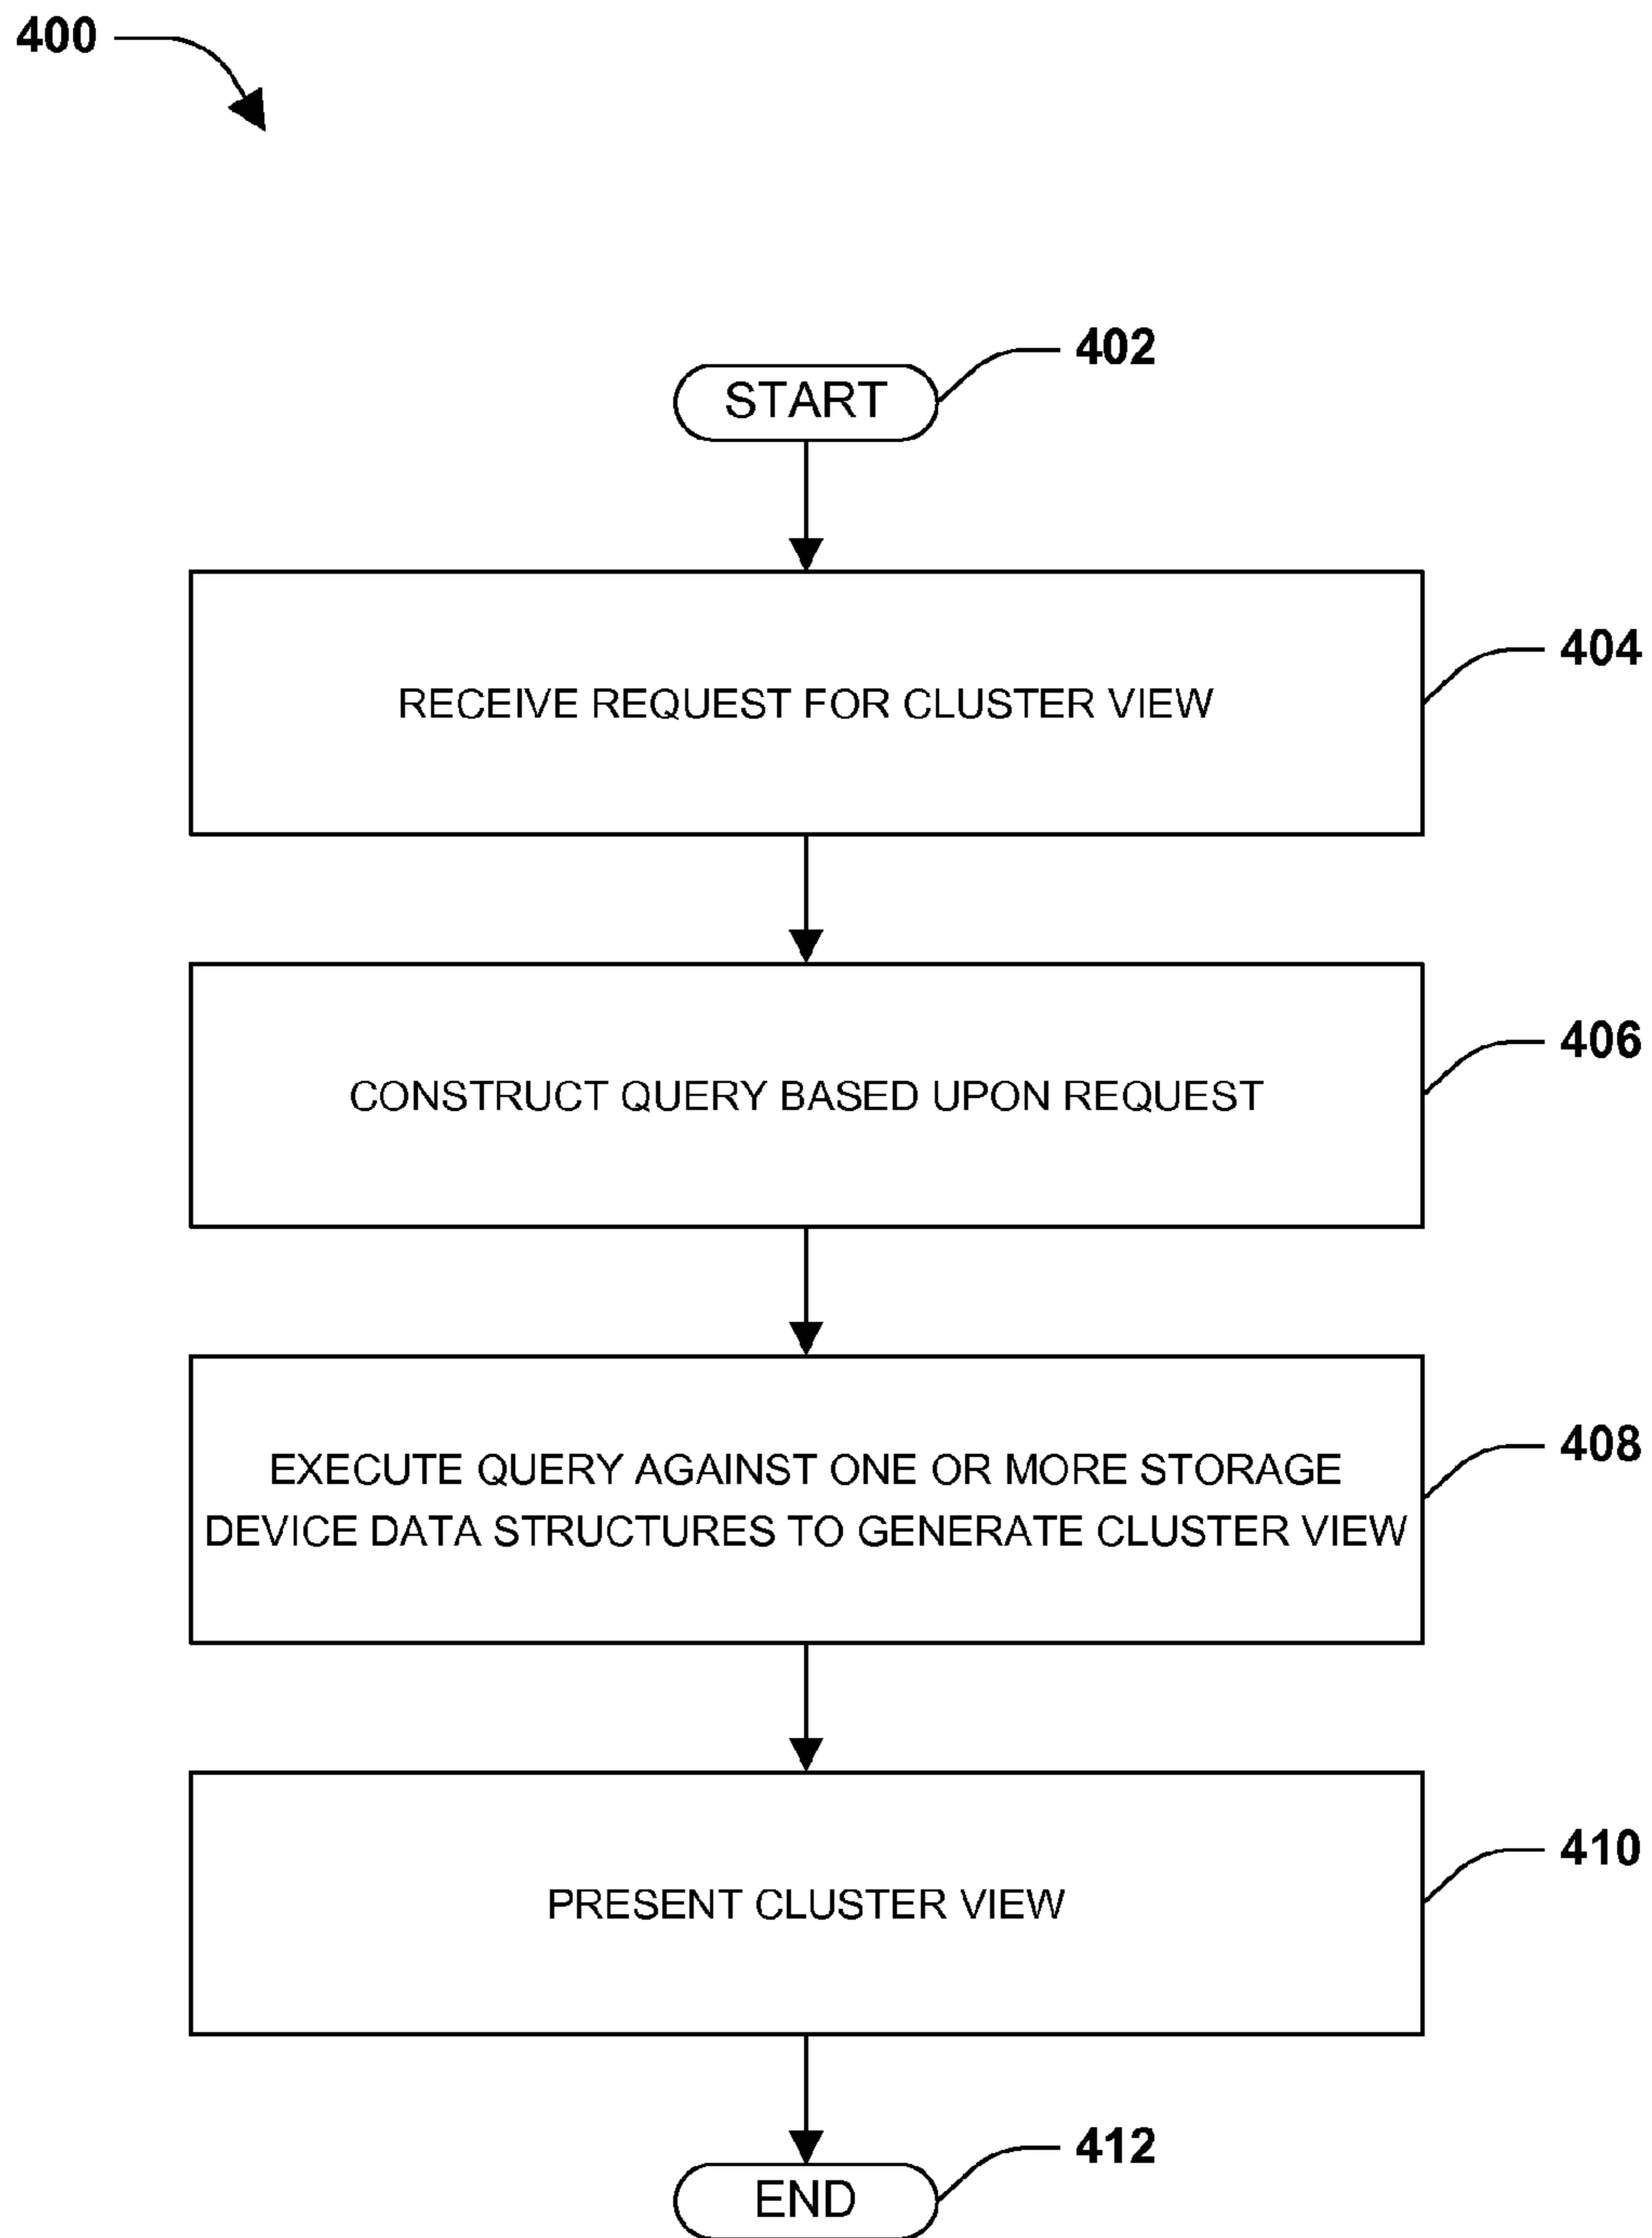 400
402
START
404
RECEIVE REQUEST FOR CLUSTER VIEW
406
CONSTRUCT QUERY BASED UPON REQUEST
408
EXECUTE QUERY AGAINST ONE OR MORE STORAGE
DEVICE DATA STRUCTURES TO GENERATE CLUSTER VIEW
410
PRESENT CLUSTER VIEW
412
END